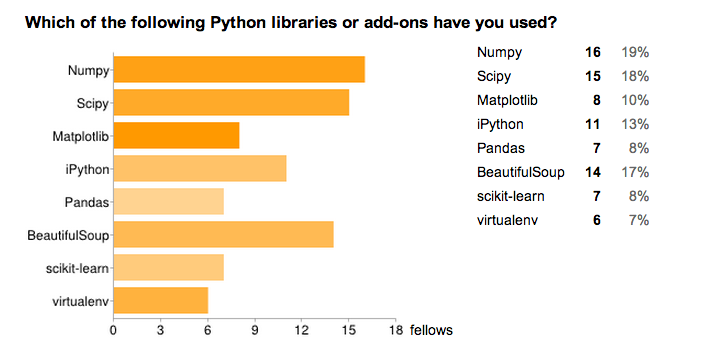 Which of the following Python libraries or add-ons have you used?
Numpy
Scipy
Matplotlib
iPython
Pandas
BeautifulSoup
scikit-learn
virtualenv
0 3 6 9 12 15 18 fellows
Numpy 16 19%
Scipy 15 18%
Matplotlib 8 10%
iPython 11 13%
Pandas 7 8%
BeautifulSoup 14 17%
scikit-learn 7 8%
virtualenv 6 7%